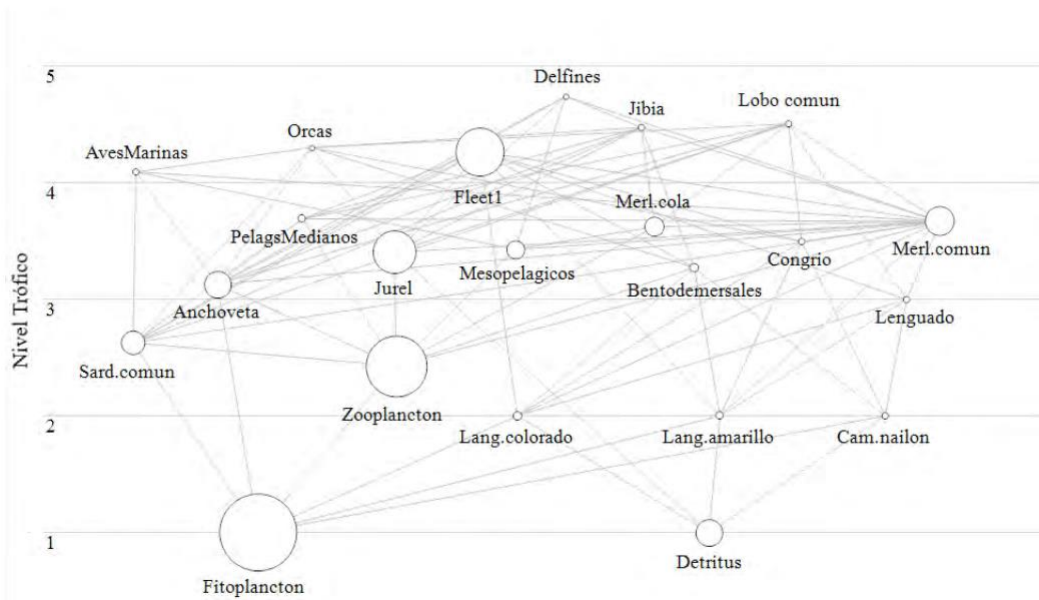 5
Delfines
Jibia
Lobo comun
Orcas
AvesMarinas
4
Fleet1
Merl.cola
PelagsMedianos
Merl.comun
Mesopelagicos
Congrio
Jurel
Bentodemersales
3
Anchoveta
Lenguado
Nivel Trófico
Sard.comun
Zooplancton
2
Lang.colorado
Lang.amarillo
Cam.nailon
1
Detritus
Fitoplancton